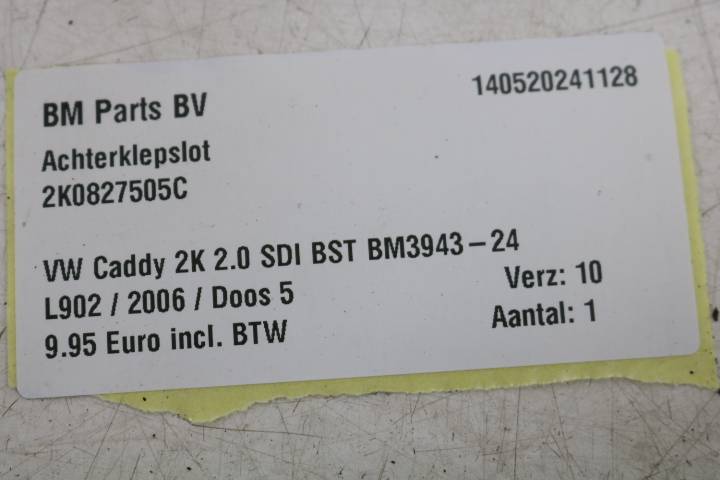 BM Parts BV 140520241128
Achterklepslot
2K0827505C
VW Caddy 2K 2.0 SDI BST BM3943-24
L902 / 2006 / Doos 5 Verz: 10
9.95 Euro incl. BTW Aantal: 1